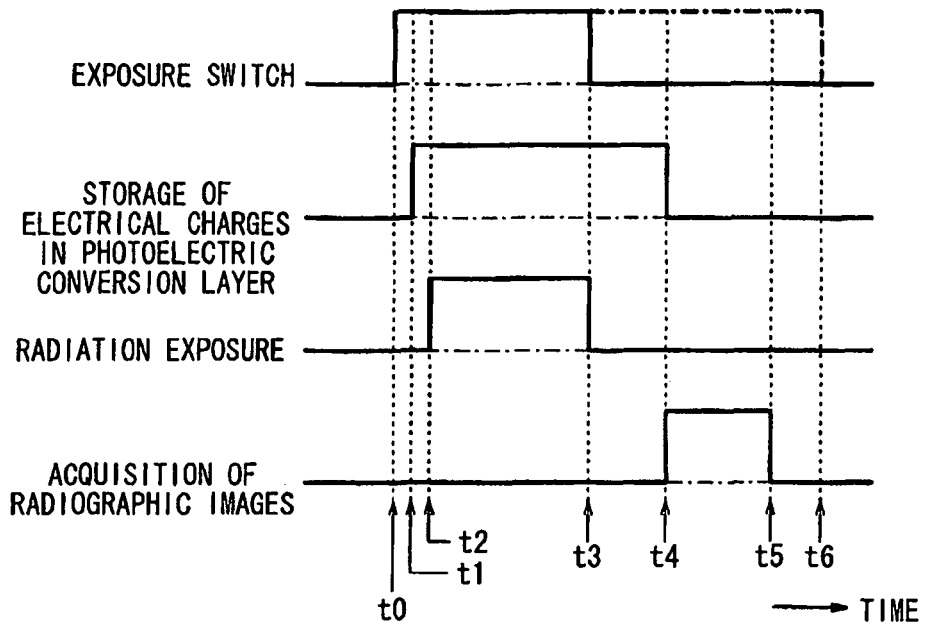 EXPOSURE SWITCH
STORAGE OF
ELECTRICAL CHARGES
IN PHOTOELECTRIC
CONVERSION LAYER
RADIATION EXPOSURE
ACQUISITION OF
RADIOGRAPHIC IMAGES
t2
t3
t4
t5
t6
t1
t0
TIME